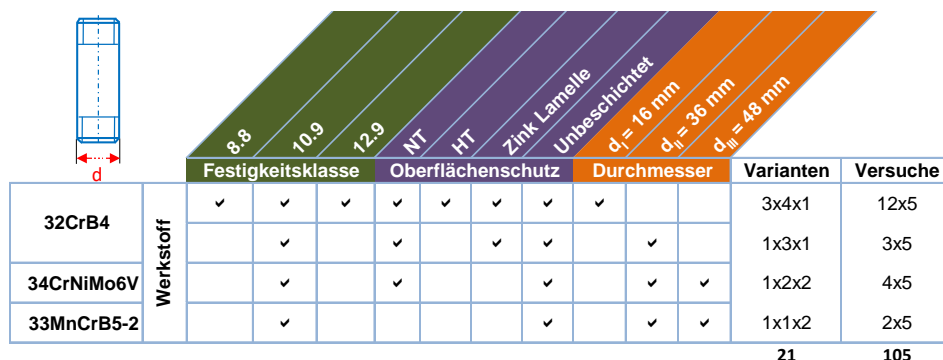 d
8.8
10.9
12.9
NT
HT
Zink Lamelle
Unbeschichtet
dI = 16 mm
dII = 36 mm
dIII = 48 mm
Festigkeitsklasse Oberflächenschutz Durchmesser Varianten Versuche
Werkstoff
32CrB4 ✓ ✓ ✓ ✓ ✓ ✓ ✓ ✓ 3x4x1 12x5
✓ ✓ ✓ ✓ ✓ 1x3x1 3x5
34CrNiMo6V ✓ ✓ ✓ ✓ ✓ 1x2x2 4x5
33MnCrB5-2 ✓ ✓ ✓ ✓ 1x1x2 2x5
21 105